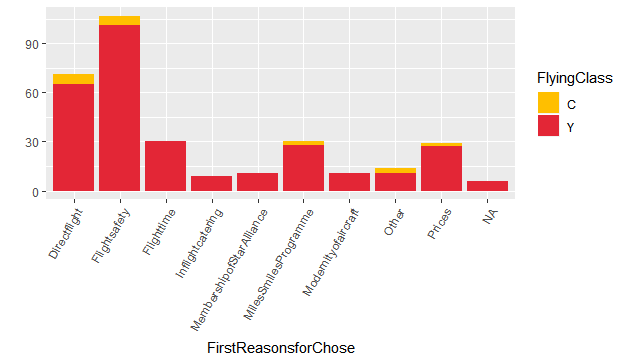 90
60
30
0
Directflight
Flightsafety
Flighttime
Inflightcatering
MembershipofStarAlliance
MilesSmilesProgramme
Modernityofaircraft
Other
Prices
NA
FirstReasonsforChose
FlyingClass
C
Y